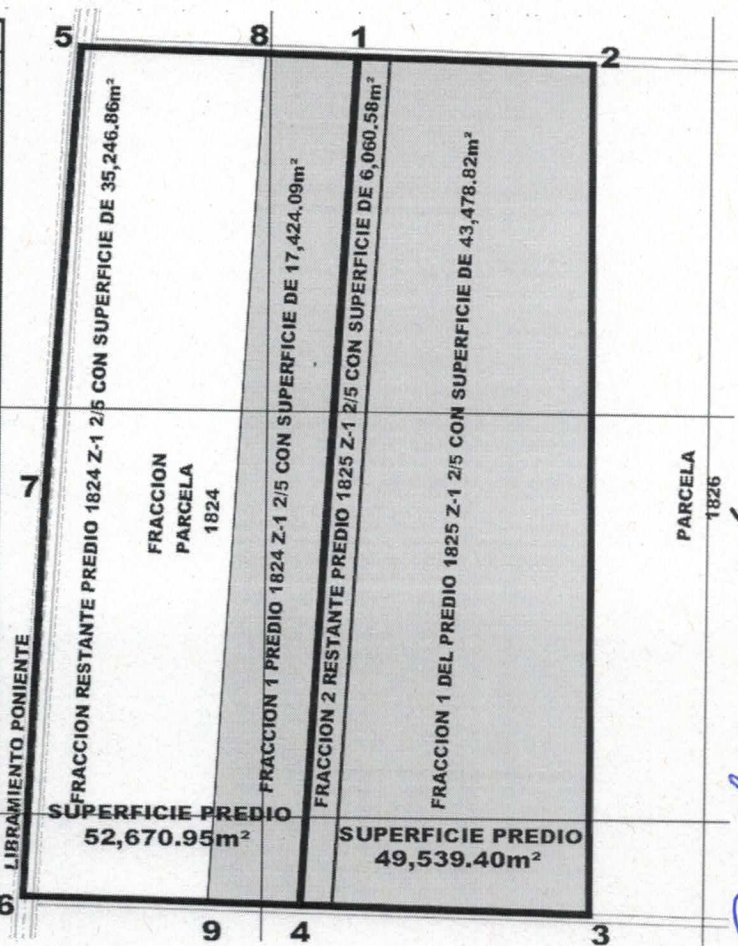 5
8
1
2
FRACCION RESTANTE PREDIO 1824 Z-1 2/5 CON SUPERFICIE DE 35,246.86m²
FRACCION 1 PREDIO 1824 Z-1 2/5 CON SUPERFICIE DE 17,424.09m²
FRACCION 2 RESTANTE PREDIO 1825 Z-1 2/5 CON SUPERFICIE DE 6,060.58m²
FRACCION 1 DEL PREDIO 1825 Z-1 2/5 CON SUPERFICIE DE 43,478.82m²
7
FRACCION
PARCELA
1824
PARCELA
1826
LIBRAMIENTO PONIENTE
SUPERFICIE PREDIO
52,670.95m²
SUPERFICIE PREDIO
49,539.40m²
6
9
4
3